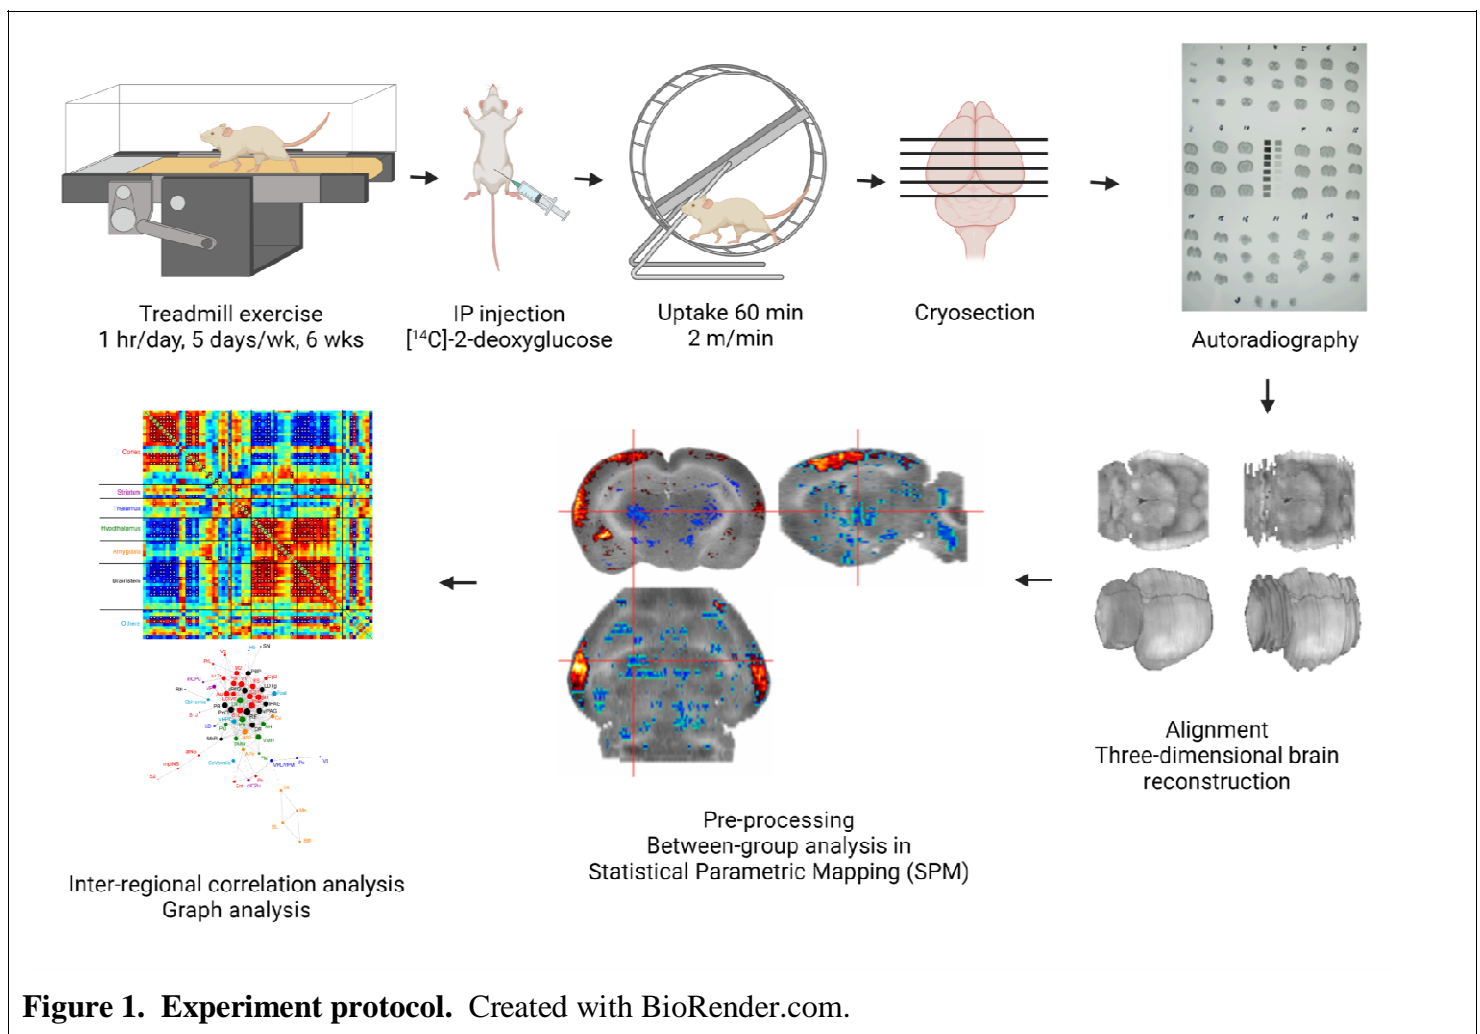 Treadmill exercise
1 hr/day, 5 days/wk, 6 wks
IP injection
[¹⁴C]-2-deoxyglucose
Uptake 60 min
2 m/min
Cryosection
Autoradiography
Alignment
Three-dimensional brain
reconstruction
Pre-processing
Between-group analysis in
Statistical Parametric Mapping (SPM)
Cortex
Striatum
Thalamus
Hypothalamus
Amygdala
Brainstem
Others
Inter-regional correlation analysis
Graph analysis
Figure 1. Experiment protocol. Created with BioRender.com.